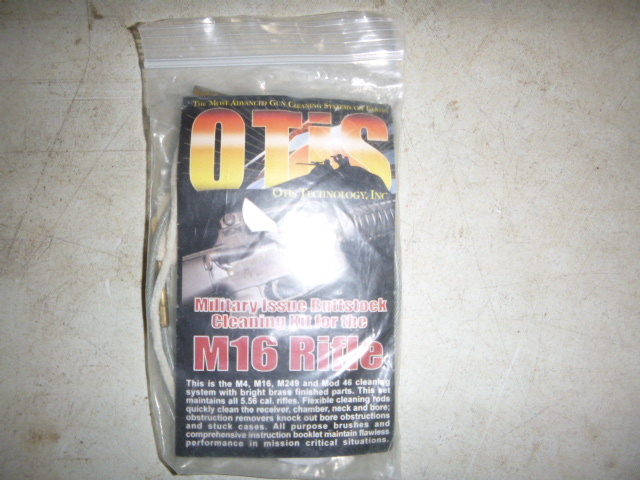 The Most Advanced Gun Cleaning Systems on Earth!
OTIS
Otis Technology, Inc
Military Issue Buttstock
Cleaning Kit for the
M16 Rifle
This is the M4, M16, M249 and Mod 46 cleaning
system with bright brass finished parts. This set
maintains all 5.56 cal. rifles. Flexible cleaning rods
quickly clean the receiver, chamber, neck and bore;
obstruction removers knock out bore obstructions
and stuck cases. All purpose brushes and
comprehensive instruction booklet maintain flawless
performance in mission critical situations.